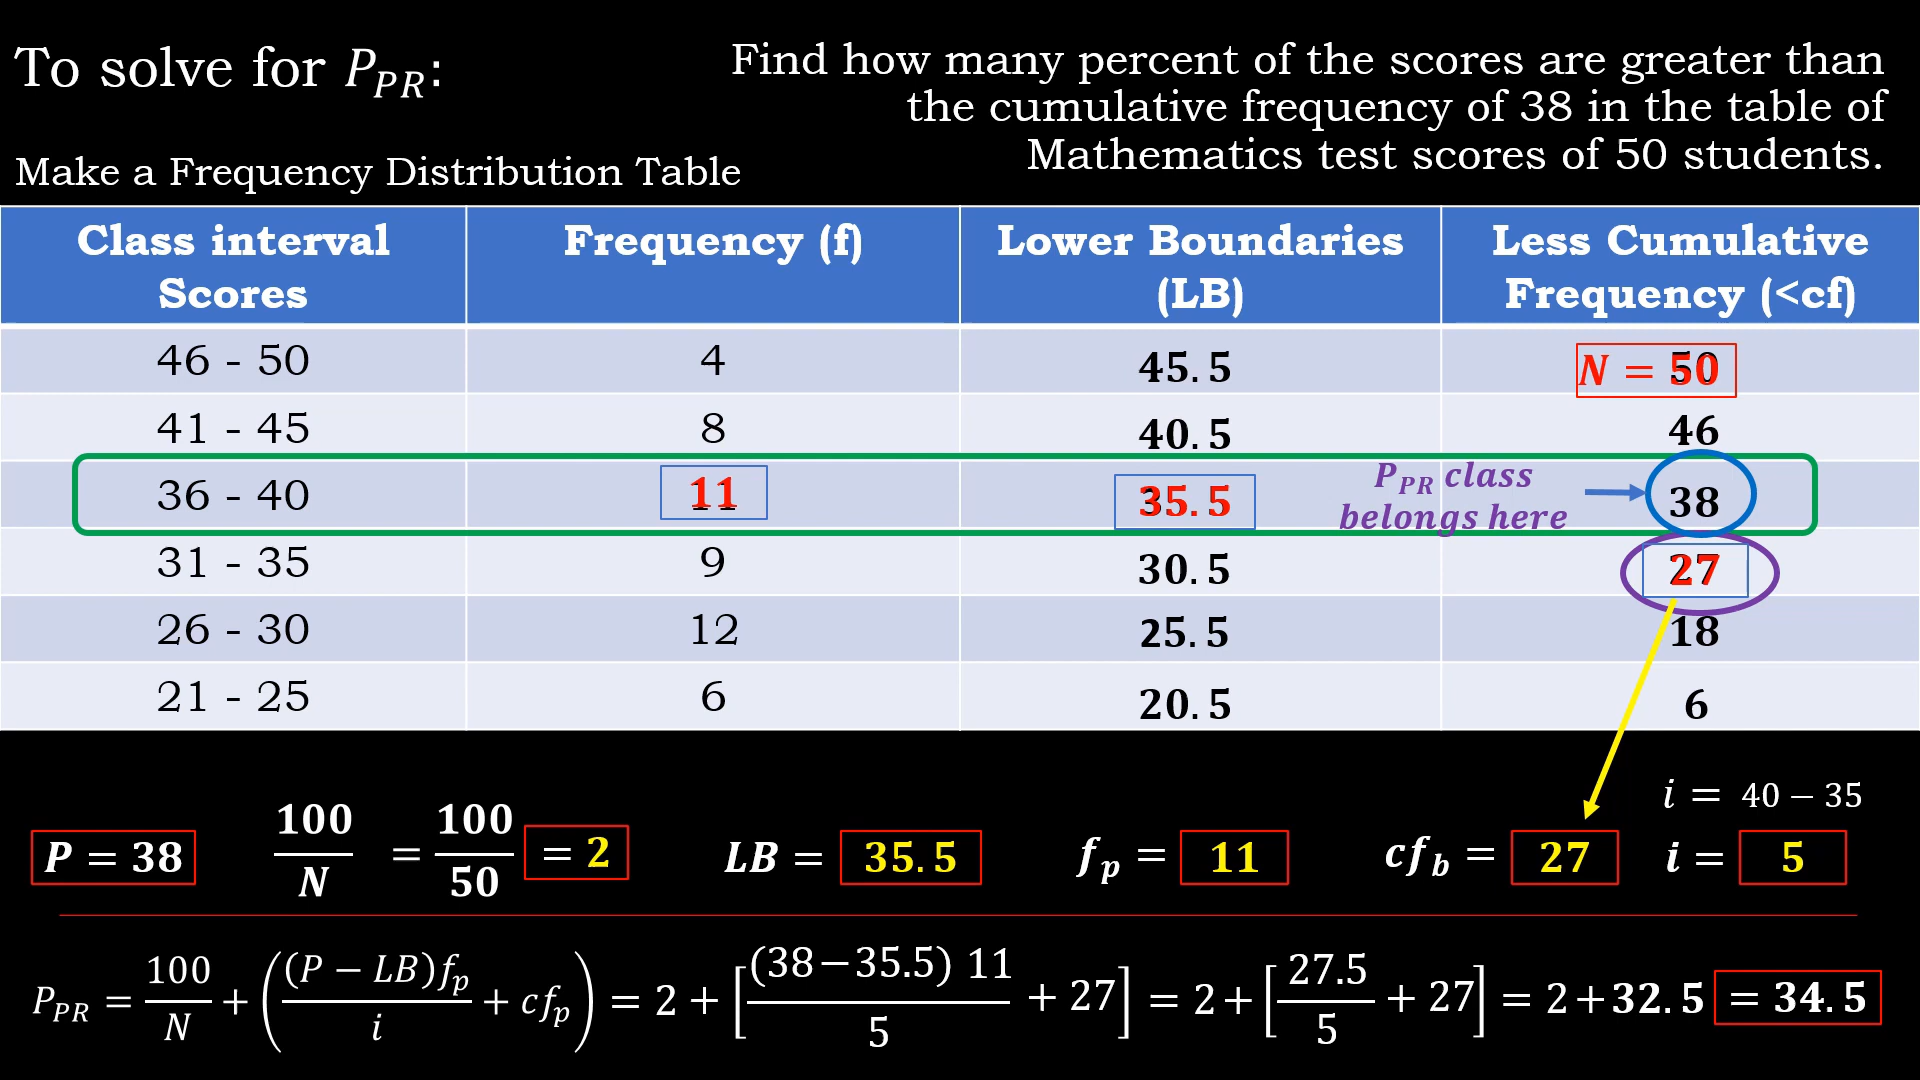 To solve for P_PR:
Find how many percent of the scores are greater than
the cumulative frequency of 38 in the table of
Mathematics test scores of 50 students.
Make a Frequency Distribution Table
Class interval Scores | Frequency (f) | Lower Boundaries (LB) | Less Cumulative Frequency (<cf)
46 - 50 | 4 | 45.5 | N = 50
41 - 45 | 8 | 40.5 | 46
36 - 40 | 11 | 35.5 | P_PR class belongs here 38
31 - 35 | 9 | 30.5 | 27
26 - 30 | 12 | 25.5 | 18
21 - 25 | 6 | 20.5 | 6
i = 40 − 35
P = 38 100/N = 100/50 = 2 LB = 35.5 f_p = 11 cf_b = 27 i = 5
P_PR = 100/N + ((P − LB)f_p/i + cf_p) = 2 + [(38−35.5) 11/5 + 27] = 2+[27.5/5 + 27] = 2+32.5 = 34.5